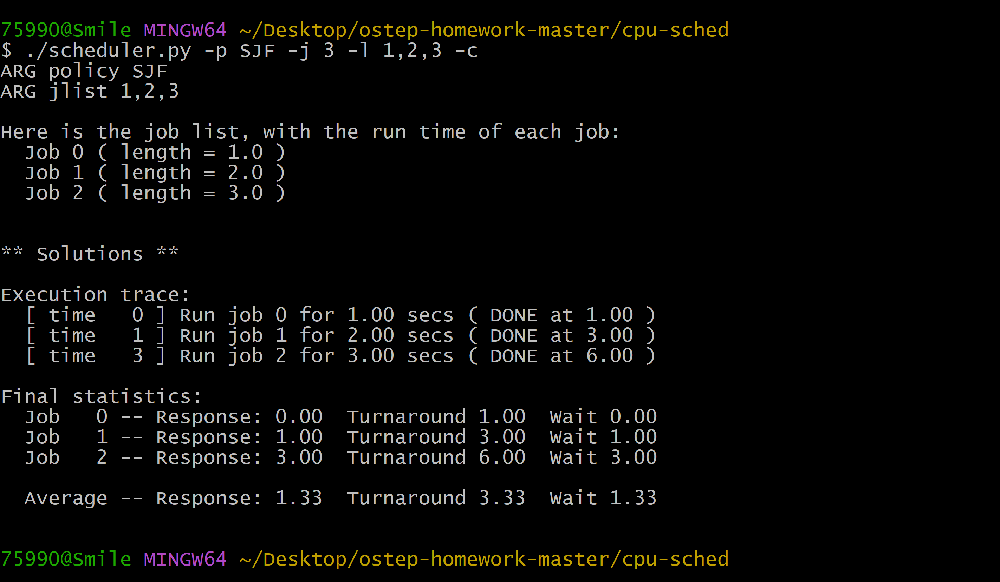 7599O@Smile MINGW64 ~/Desktop/ostep-homework-master/cpu-sched
$ ./scheduler.py -p SJF -j 3 -l 1,2,3 -c
ARG policy SJF
ARG jlist 1,2,3
Here is the job list, with the run time of each job:
  Job 0 ( length = 1.0 )
  Job 1 ( length = 2.0 )
  Job 2 ( length = 3.0 )
** Solutions **
Execution trace:
  [ time   0 ] Run job 0 for 1.00 secs ( DONE at 1.00 )
  [ time   1 ] Run job 1 for 2.00 secs ( DONE at 3.00 )
  [ time   3 ] Run job 2 for 3.00 secs ( DONE at 6.00 )
Final statistics:
  Job   0 -- Response: 0.00  Turnaround 1.00  Wait 0.00
  Job   1 -- Response: 1.00  Turnaround 3.00  Wait 1.00
  Job   2 -- Response: 3.00  Turnaround 6.00  Wait 3.00
  Average -- Response: 1.33  Turnaround 3.33  Wait 1.33
7599O@Smile MINGW64 ~/Desktop/ostep-homework-master/cpu-sched